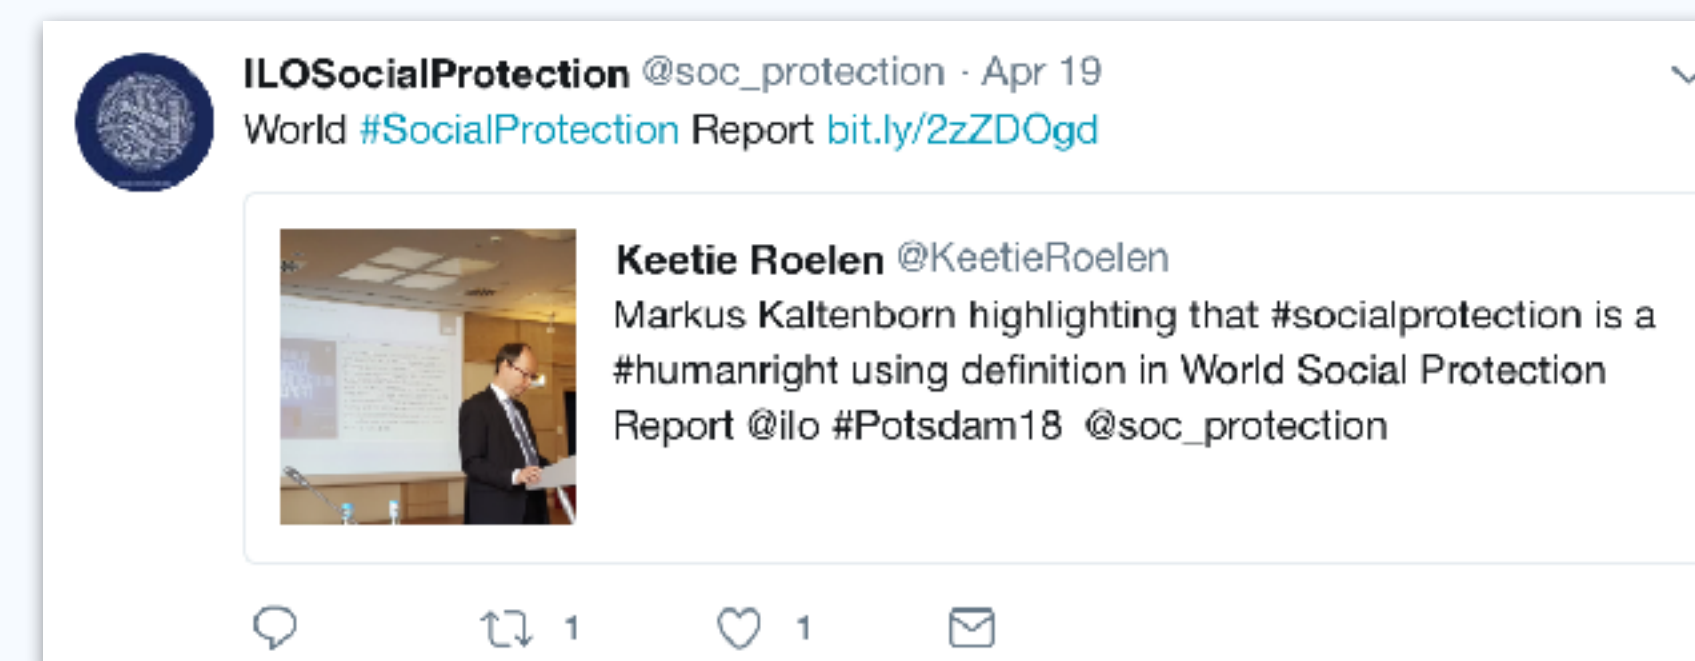 ILOSocialProtection @soc_protection · Apr 19
World #SocialProtection Report bit.ly/2zZDOgd
Keetie Roelen @KeetieRoelen
Markus Kaltenborn highlighting that #socialprotection is a
#humanright using definition in World Social Protection
Report @ilo #Potsdam18 @soc_protection
1 1